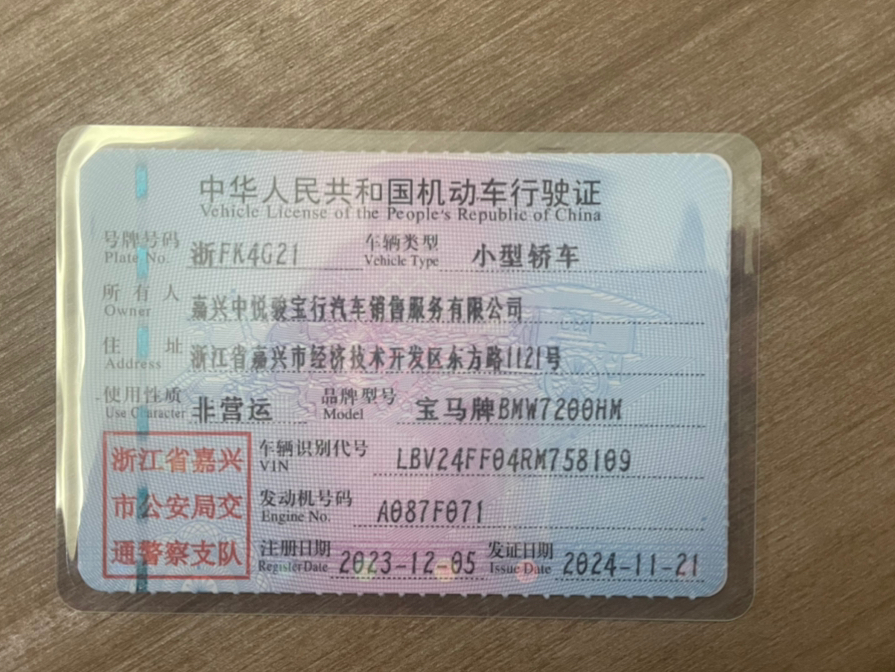 中华人民共和国机动车行驶证
Vehicle License of the People's Republic of China
号牌号码 浙FK4G21 车辆类型 小型轿车
Plate No. Vehicle Type
所有人 嘉兴中悦骏宝行汽车销售服务有限公司
Owner
住址 浙江省嘉兴市经济技术开发区东方路1121号
Address
使用性质 非营运 品牌型号 宝马牌BMW7200HM
Use Character Model
浙江省嘉兴
市公安局交
通警察支队
车辆识别代号 LBV24FF04RM758109
VIN
发动机号码 A087F071
Engine No.
注册日期 2023-12-05 发证日期 2024-11-21
Register Date Issue Date